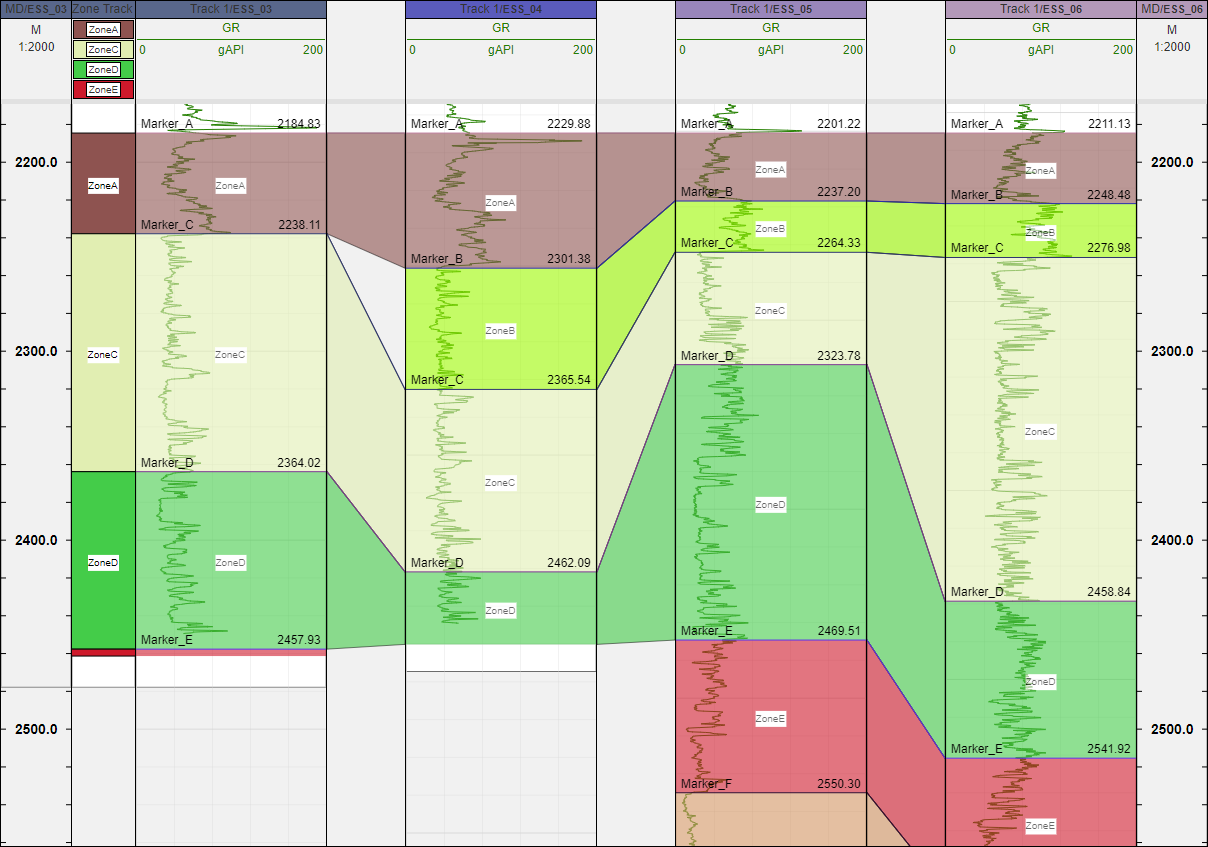 MD/ESS_03 Zone Track Track 1/ESS_03 Track 1/ESS_04 Track 1/ESS_05 Track 1/ESS_06 MD/ESS_06
M ZoneA GR GR GR GR M
1:2000 ZoneC 0 gAPI 200 0 gAPI 200 0 gAPI 200 0 gAPI 200 1:2000
ZoneD
ZoneE
Marker_A 2184.83 Marker_A 2229.88 Marker_A 2201.22 Marker_A 2211.13
2200.0 2200.0
ZoneA ZoneA
ZoneA ZoneA
Marker_B 2237.20 Marker_B 2248.48
ZoneA
Marker_C 2238.11 ZoneB ZoneB
Marker_C 2264.33 Marker_C 2276.98
Marker_B 2301.38
ZoneC
ZoneB
2300.0 ZoneC ZoneC Marker_D 2323.78 2300.0
Marker_C 2365.54
ZoneC
Marker_D 2364.02
ZoneC
ZoneD
2400.0 2400.0
ZoneD ZoneD Marker_D 2462.09
Marker_D 2458.84
ZoneD
Marker_E 2457.93 Marker_E 2469.51
ZoneD
ZoneE
2500.0 2500.0
Marker_E 2541.92
Marker_F 2550.30
ZoneE